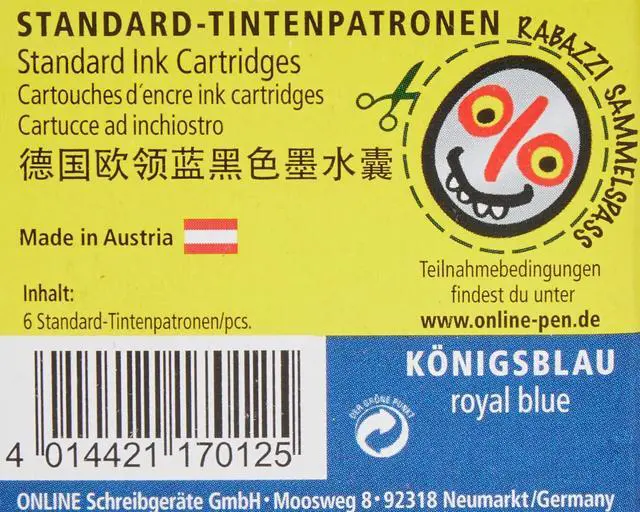 STANDARD-TINTENPATRONEN
Standard Ink Cartridges
Cartouches d'encre ink cartridges
Cartucce ad inchiostro
德国欧领蓝黑色墨水囊
RABAZZI SAMMELSPASS
Made in Austria
Teilnahmebedingungen
findest du unter
www.online-pen.de
Inhalt:
6 Standard-Tintenpatronen/pcs.
KÖNIGSBLAU
royal blue
DER GRÜNE PUNKT
4 014421 170125
ONLINE Schreibgeräte GmbH · Moosweg 8 · 92318 Neumarkt/Germany